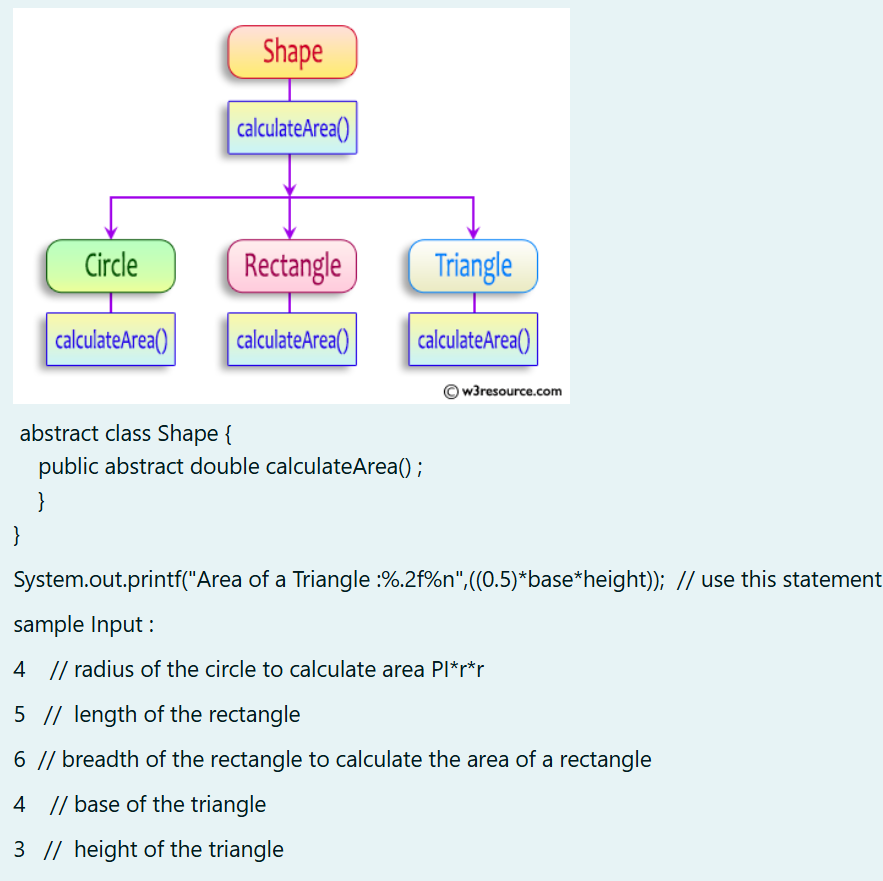 Shape
calculateArea()
Circle Rectangle Triangle
calculateArea() calculateArea() calculateArea()
© w3resource.com
abstract class Shape {
public abstract double calculateArea() ;
}
}
System.out.printf("Area of a Triangle :%.2f%n",((0.5)*base*height)); // use this statement
sample Input :
4 // radius of the circle to calculate area PI*r*r
5 // length of the rectangle
6 // breadth of the rectangle to calculate the area of a rectangle
4 // base of the triangle
3 // height of the triangle